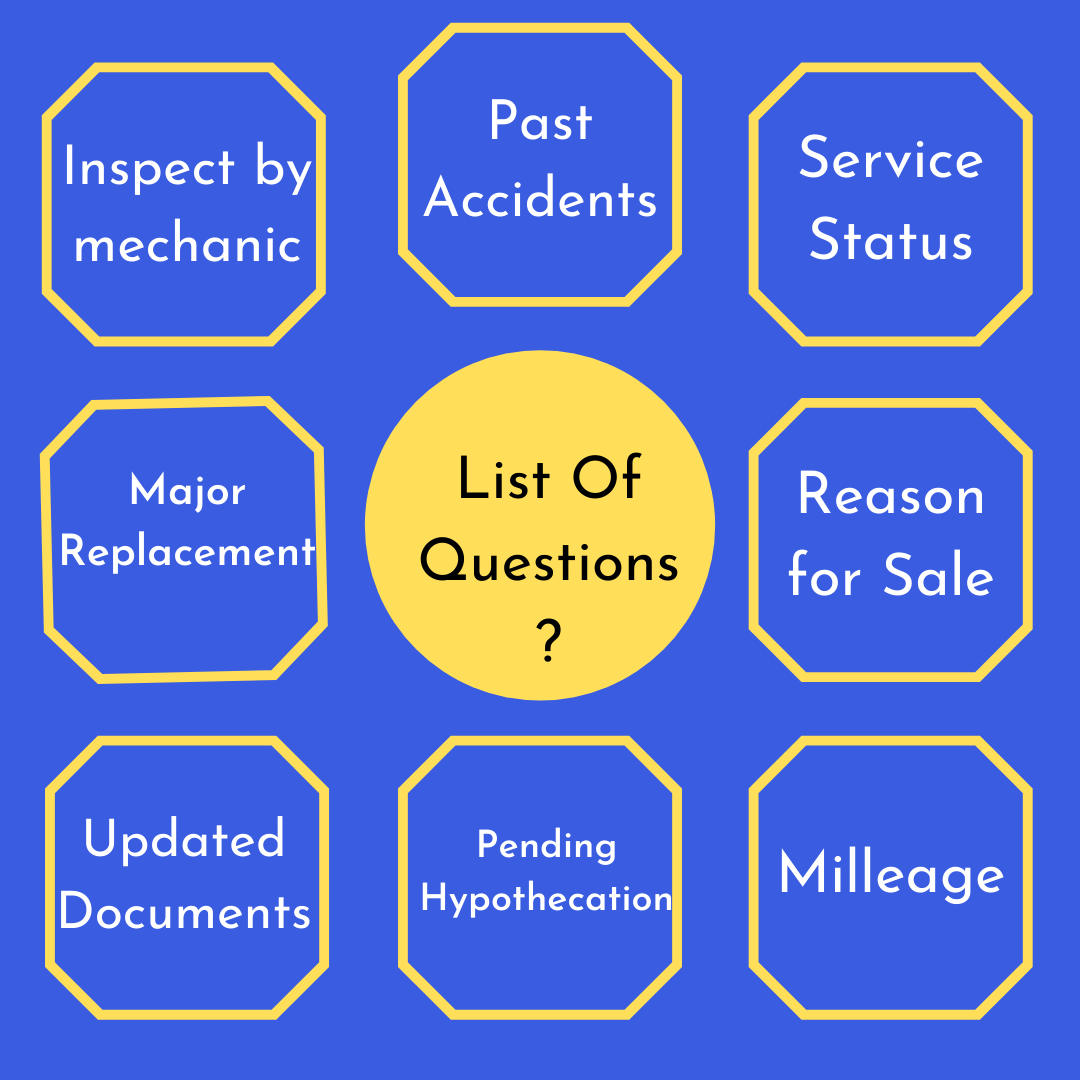 Inspect by
mechanic
Past
Accidents
Service
Status
Major
Replacement
List Of
Questions
?
Reason
for Sale
Updated
Documents
Pending
Hypothecation
Milleage